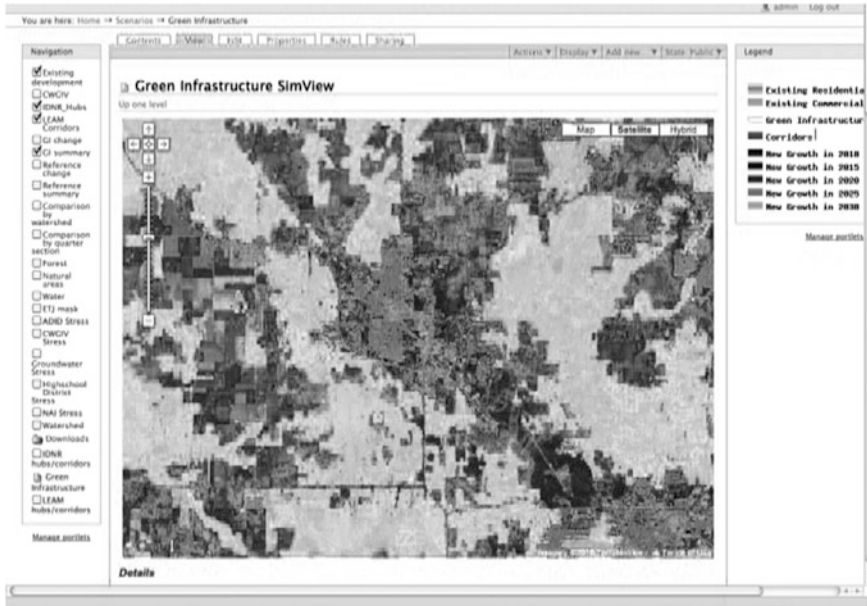 admin Log out
You are here: Home → Scenarios → Green Infrastructure
Navigation
Existing development
CWGIV
IDNR_Hubs
LEAM Corridors
GI change
GI summary
Reference change
Reference summary
Comparison by watershed
Comparison by quarter section
Forest
Natural areas
Water
ETJ mask
ADID Stress
CWGIV Stress
Groundwater Stress
Highschool District Stress
NAI Stress
Watershed
Downloads
IDNR hubs/corridors
Green Infrastructure
LEAM hubs/corridors
Manage portlets
Contents View Edit Properties Rules Sharing
Actions ▼ Display ▼ Add new... ▼ State: Public ▼
Green Infrastructure SimView
Up one level
Map Satellite Hybrid
Details
Legend
Existing Residentia
Existing Commercial
Green Infrastructur
Corridors
New Growth in 2010
New Growth in 2015
New Growth in 2020
New Growth in 2025
New Growth in 2030
Manage portlets